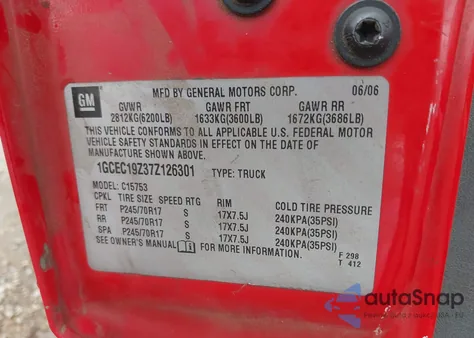 GM
MFD BY GENERAL MOTORS CORP. 06/06
GVWR GAWR FRT GAWR RR
2812KG(6200LB) 1633KG(3600LB) 1672KG(3686LB)
THIS VEHICLE CONFORMS TO ALL APPLICABLE U.S. FEDERAL MOTOR
VEHICLE SAFETY STANDARDS IN EFFECT ON THE DATE OF
MANUFACTURE SHOWN ABOVE.
1GCEC19Z37Z126301 TYPE: TRUCK
MODEL: C15753
CPKL TIRE SIZE SPEED RTG RIM COLD TIRE PRESSURE
FRT P245/70R17 S 17X7.5J 240KPA(35PSI)
RR P245/70R17 S 17X7.5J 240KPA(35PSI)
SPA P245/70R17 S 17X7.5J 240KPA(35PSI)
SEE OWNER'S MANUAL FOR MORE INFORMATION.
F 298
T 412
autoSnap